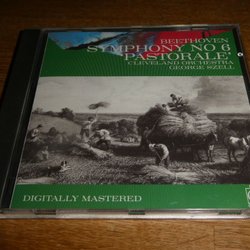 BEETHOVEN
SYMPHONY NO 6
'PASTORALE'
CLEVELAND ORCHESTRA
GEORGE SZELL
DIGITALLY MASTERED